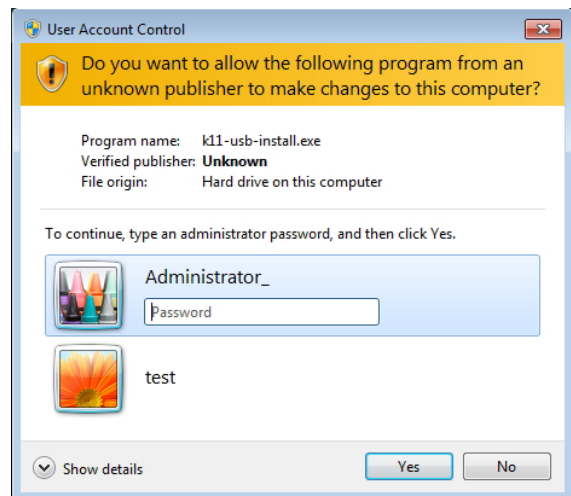 User Account Control
Do you want to allow the following program from an
unknown publisher to make changes to this computer?
Program name: k11-usb-install.exe
Verified publisher: Unknown
File origin: Hard drive on this computer
To continue, type an administrator password, and then click Yes.
Administrator_
Password
test
Show details
Yes
No